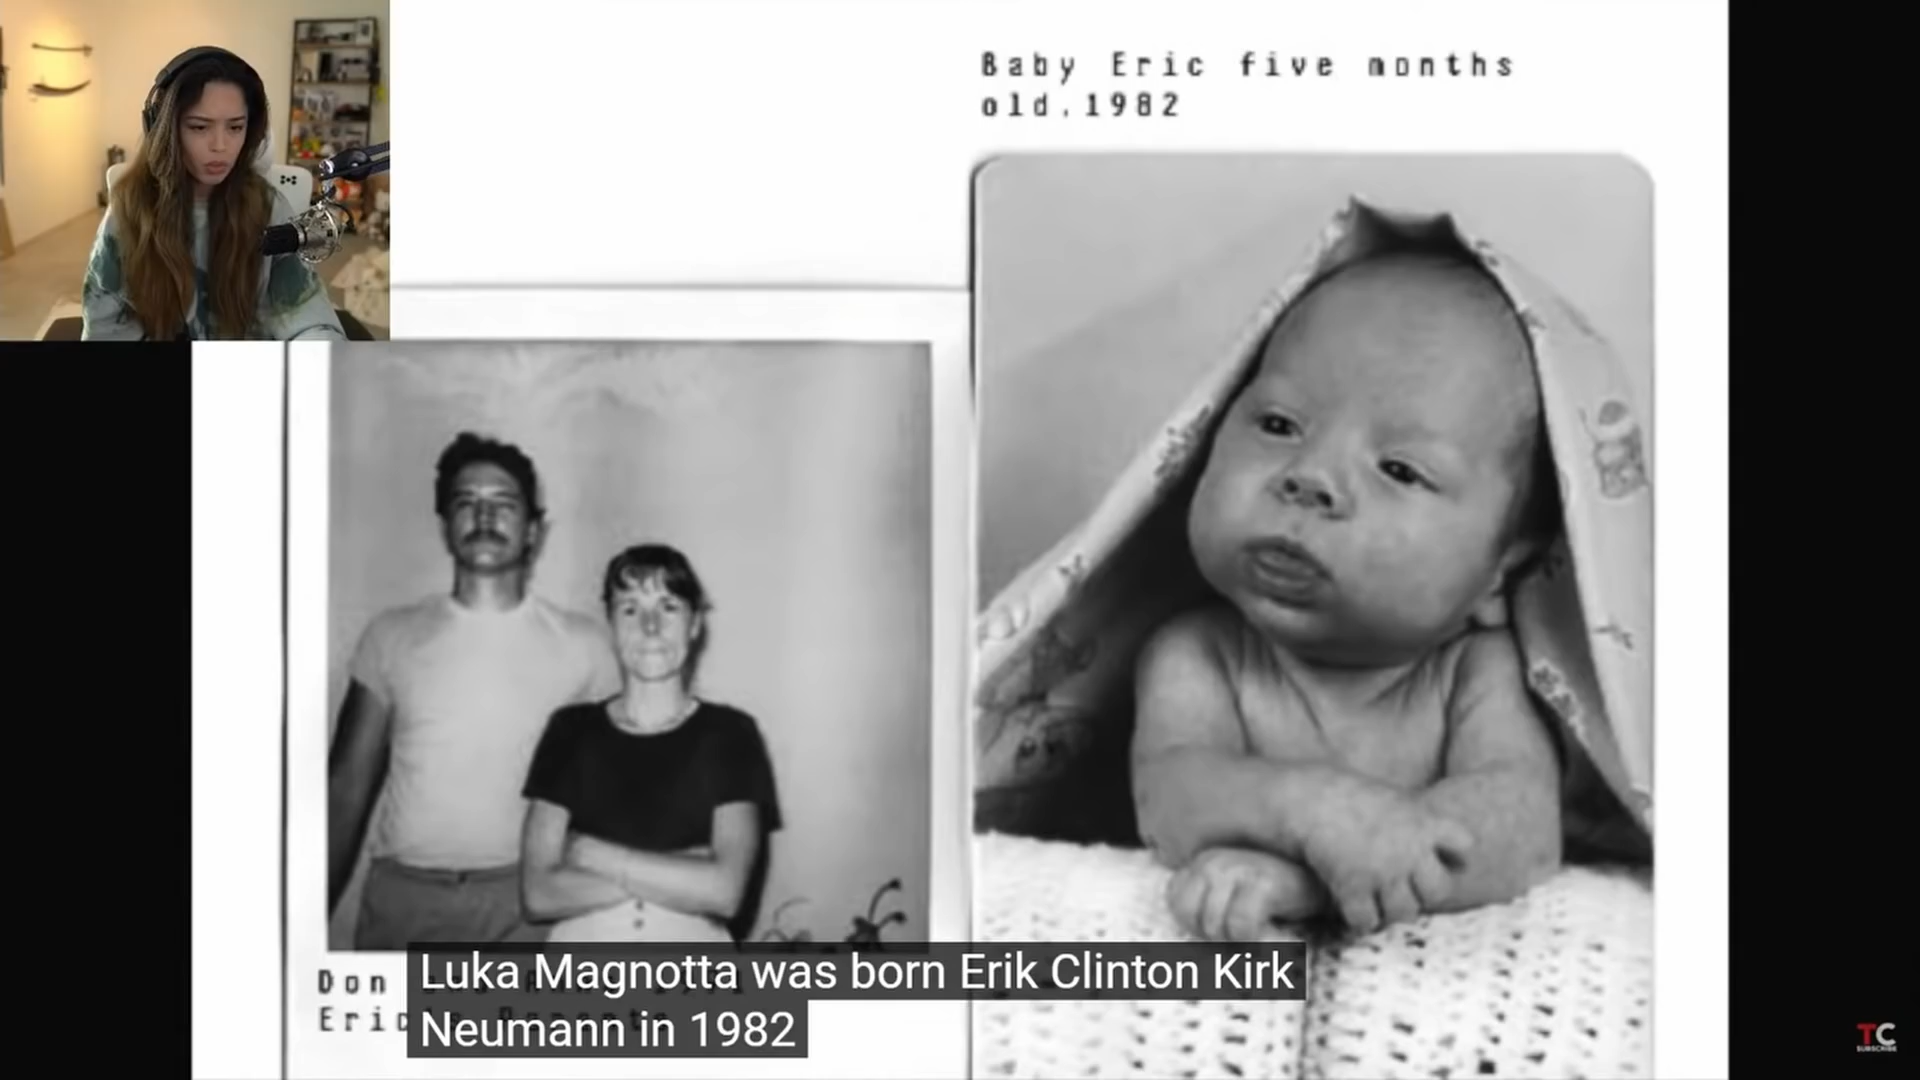 Baby Eric five months
old.1982
Don
Eric
Luka Magnotta was born Erik Clinton Kirk
Neumann in 1982
TC
SUBSCRIBE